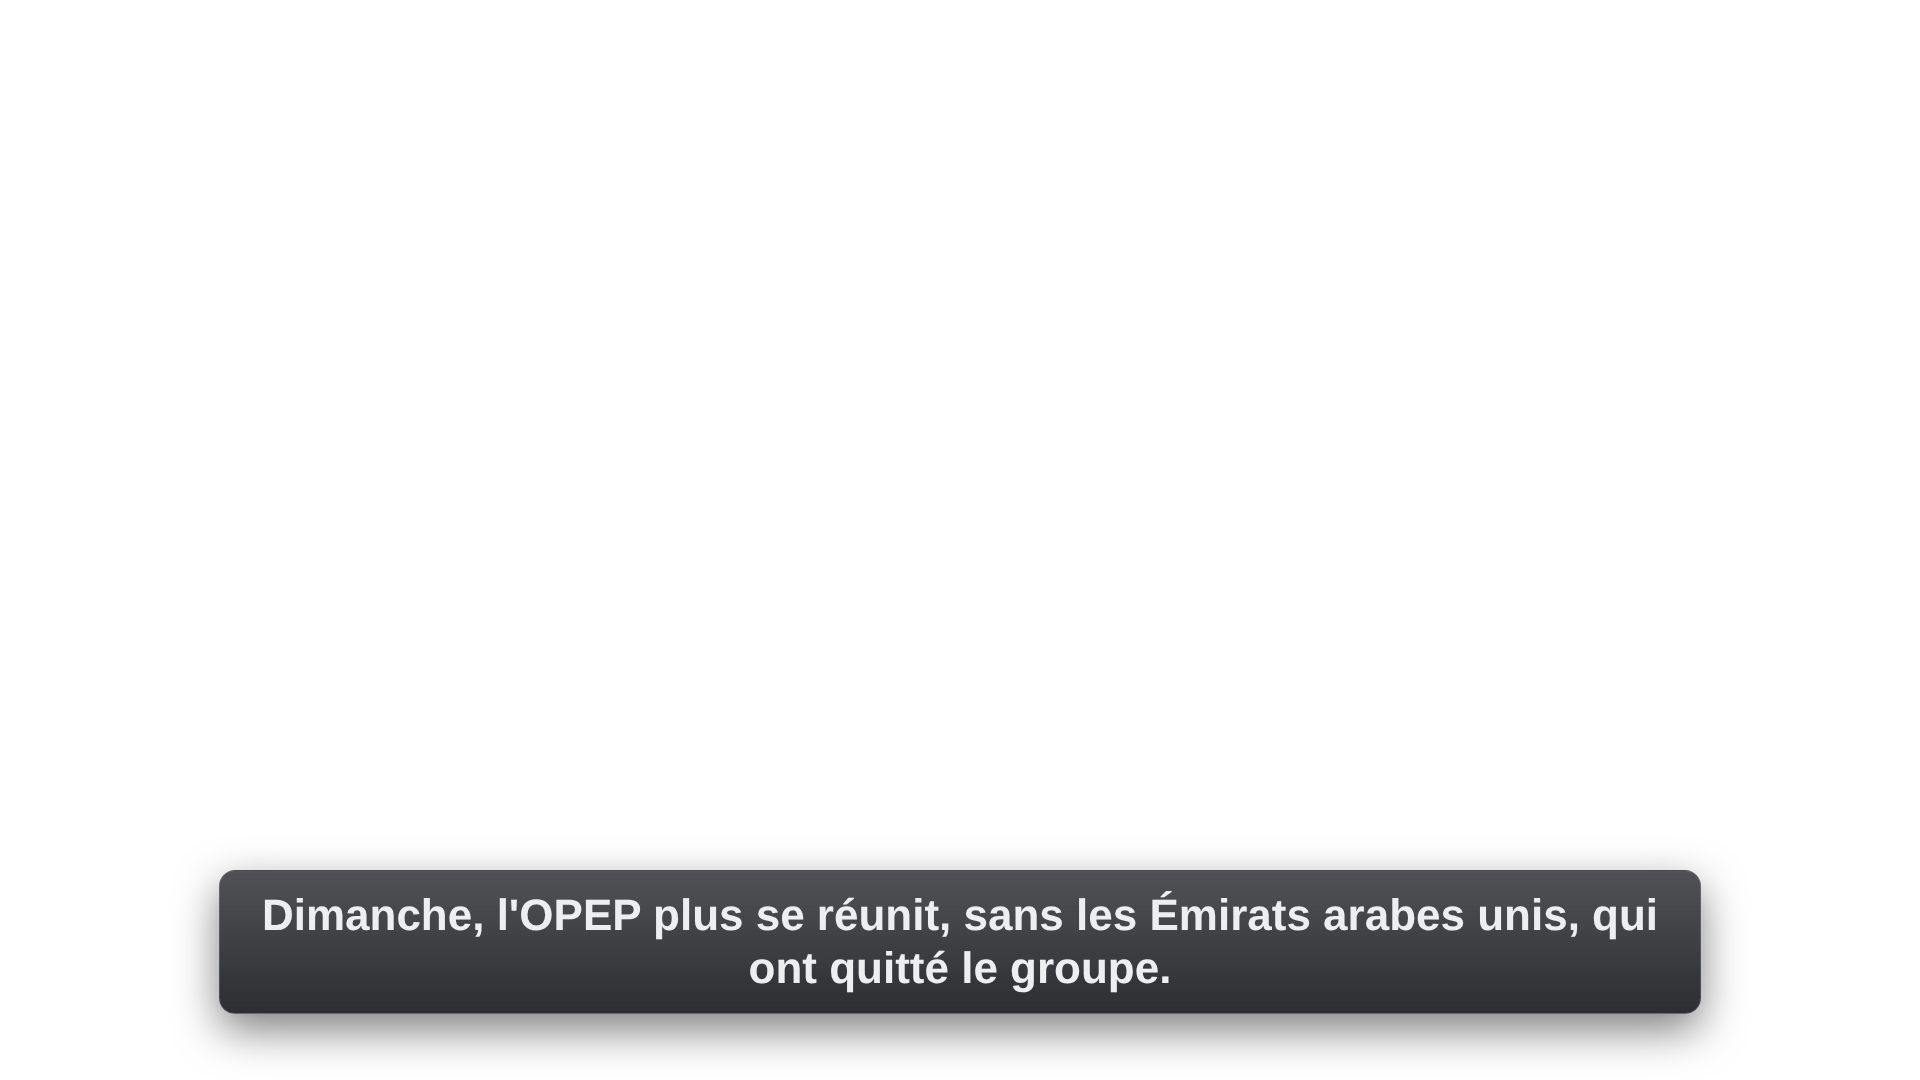 Dimanche, l'OPEP plus se réunit, sans les Émirats arabes unis, qui
ont quitté le groupe.